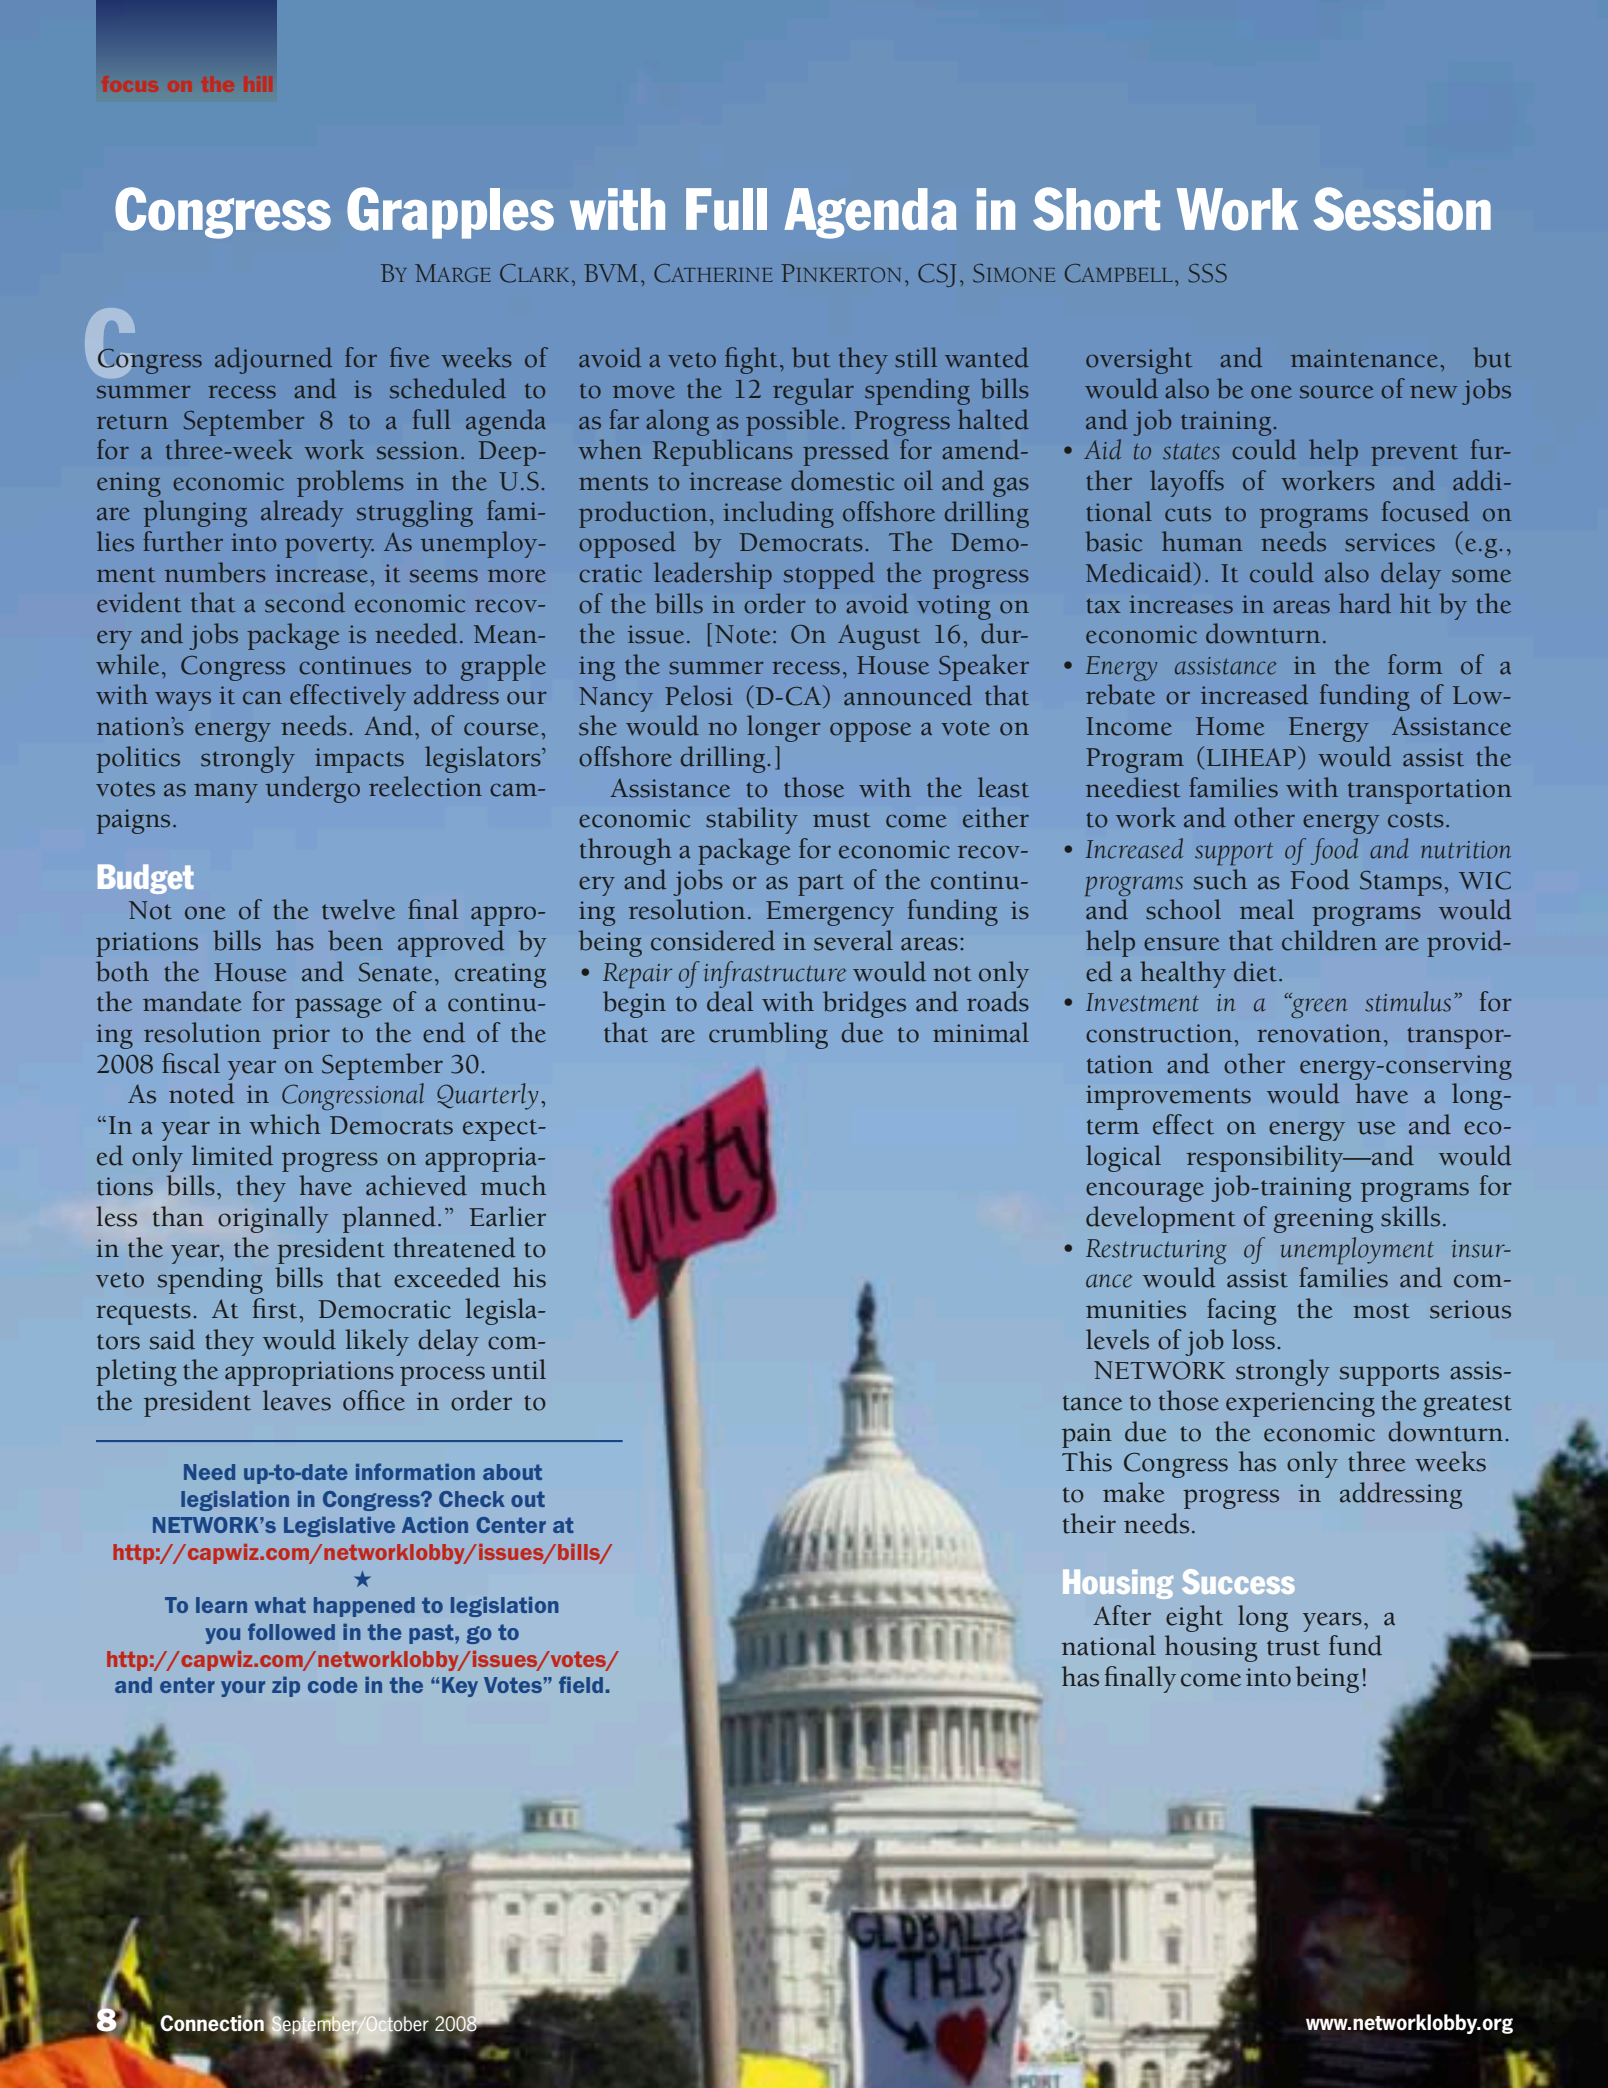 focus on the hill
Congress Grapples with Full Agenda in Short Work Session
By Marge Clark, BVM, Catherine Pinkerton, CSJ, Simone Campbell, SSS
C
Congress adjourned for five weeks of
summer recess and is scheduled to
return September 8 to a full agenda
for a three-week work session. Deep-
ening economic problems in the U.S.
are plunging already struggling fami-
lies further into poverty. As unemploy-
ment numbers increase, it seems more
evident that a second economic recov-
ery and jobs package is needed. Mean-
while, Congress continues to grapple
with ways it can effectively address our
nation’s energy needs. And, of course,
politics strongly impacts legislators’
votes as many undergo reelection cam-
paigns.
Budget
Not one of the twelve final appro-
priations bills has been approved by
both the House and Senate, creating
the mandate for passage of a continu-
ing resolution prior to the end of the
2008 fiscal year on September 30.
As noted in Congressional Quarterly,
“In a year in which Democrats expect-
ed only limited progress on appropria-
tions bills, they have achieved much
less than originally planned.” Earlier
in the year, the president threatened to
veto spending bills that exceeded his
requests. At first, Democratic legisla-
tors said they would likely delay com-
pleting the appropriations process until
the president leaves office in order to
avoid a veto fight, but they still wanted
to move the 12 regular spending bills
as far along as possible. Progress halted
when Republicans pressed for amend-
ments to increase domestic oil and gas
production, including offshore drilling
opposed by Democrats. The Demo-
cratic leadership stopped the progress
of the bills in order to avoid voting on
the issue. [Note: On August 16, dur-
ing the summer recess, House Speaker
Nancy Pelosi (D-CA) announced that
she would no longer oppose a vote on
offshore drilling.]
Assistance to those with the least
economic stability must come either
through a package for economic recov-
ery and jobs or as part of the continu-
ing resolution. Emergency funding is
being considered in several areas:
• Repair of infrastructure would not only
begin to deal with bridges and roads
that are crumbling due to minimal
oversight and maintenance, but
would also be one source of new jobs
and job training.
• Aid to states could help prevent fur-
ther layoffs of workers and addi-
tional cuts to programs focused on
basic human needs services (e.g.,
Medicaid). It could also delay some
tax increases in areas hard hit by the
economic downturn.
• Energy assistance in the form of a
rebate or increased funding of Low-
Income Home Energy Assistance
Program (LIHEAP) would assist the
neediest families with transportation
to work and other energy costs.
• Increased support of food and nutrition
programs such as Food Stamps, WIC
and school meal programs would
help ensure that children are provid-
ed a healthy diet.
• Investment in a “green stimulus” for
construction, renovation, transpor-
tation and other energy-conserving
improvements would have a long-
term effect on energy use and eco-
logical responsibility—and would
encourage job-training programs for
development of greening skills.
• Restructuring of unemployment insur-
ance would assist families and com-
munities facing the most serious
levels of job loss.
NETWORK strongly supports assis-
tance to those experiencing the greatest
pain due to the economic downturn.
This Congress has only three weeks
to make progress in addressing
their needs.
Housing Success
After eight long years, a
national housing trust fund
has finally come into being!
Need up-to-date information about
legislation in Congress? Check out
NETWORK’s Legislative Action Center at
http://capwiz.com/networklobby/issues/bills/
★
To learn what happened to legislation
you followed in the past, go to
http://capwiz.com/networklobby/issues/votes/
and enter your zip code in the “Key Votes” field.
unity
GLOBALIZE
THIS
PORT
8 Connection September/October 2008
www.networklobby.org